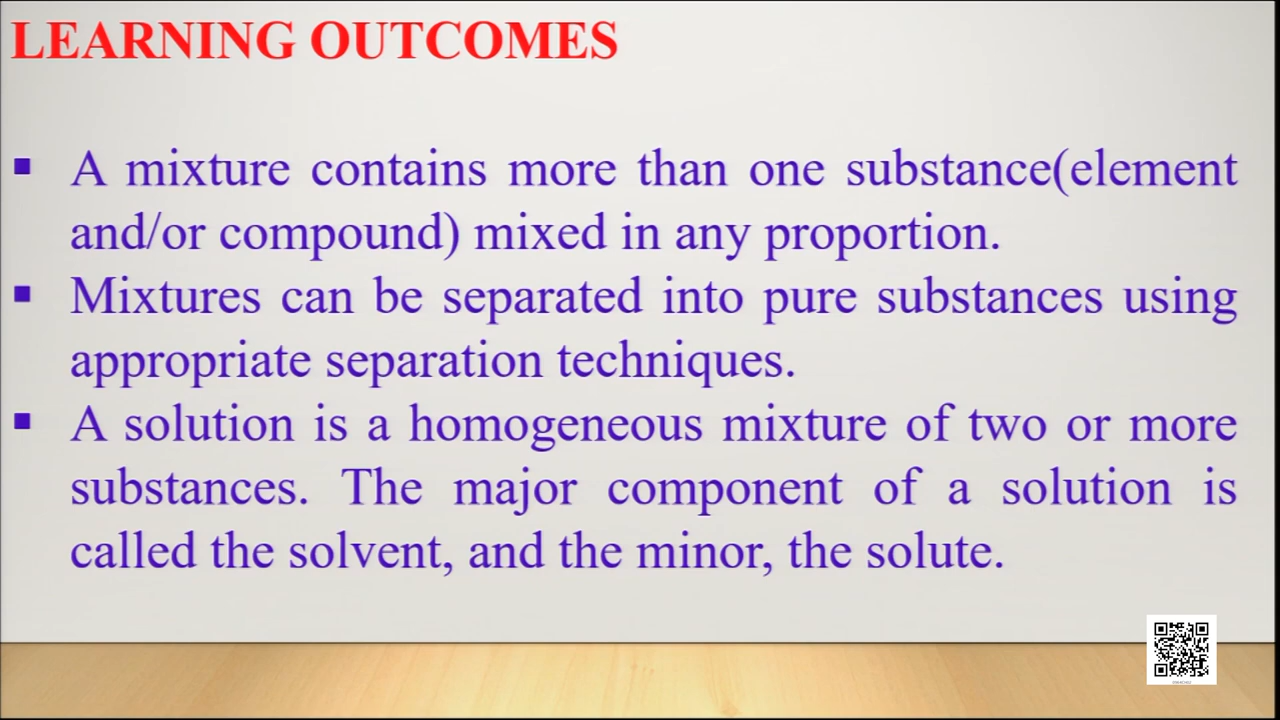 LEARNING OUTCOMES
▪ A mixture contains more than one substance(element
and/or compound) mixed in any proportion.
▪ Mixtures can be separated into pure substances using
appropriate separation techniques.
▪ A solution is a homogeneous mixture of two or more
substances. The major component of a solution is
called the solvent, and the minor, the solute.